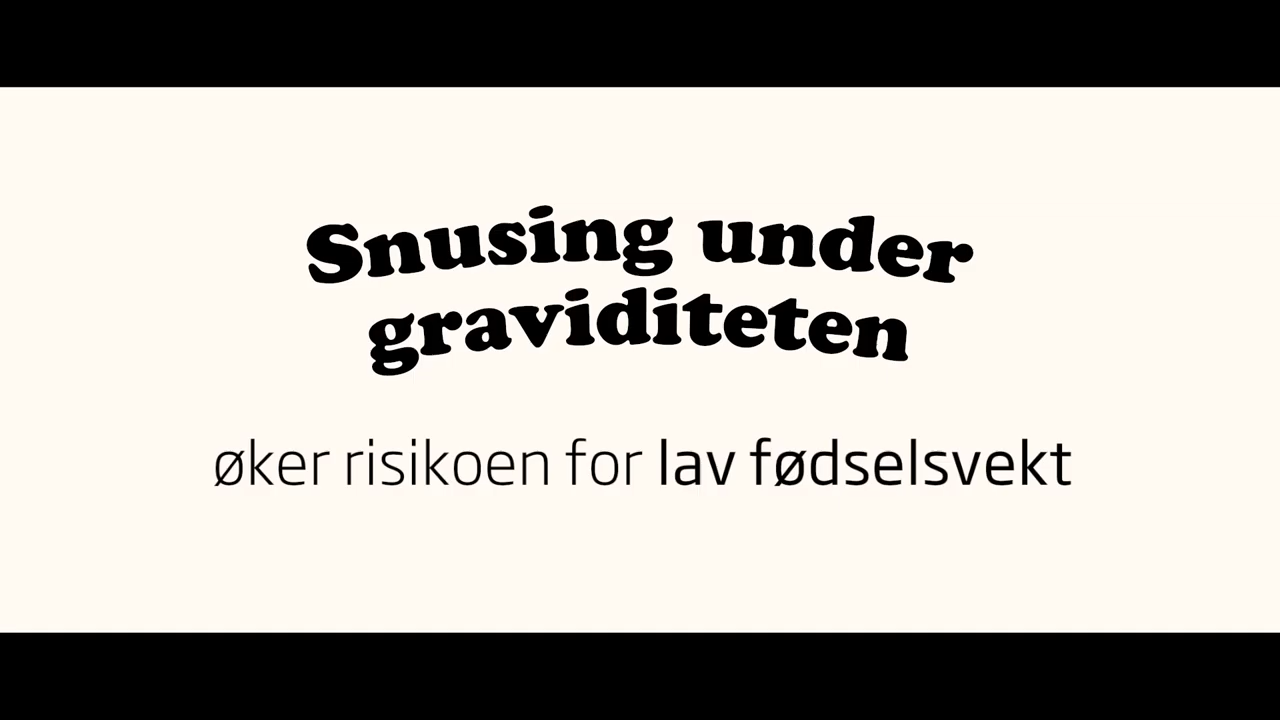 Snusing under
graviditeten
øker risikoen for lav fødselsvekt